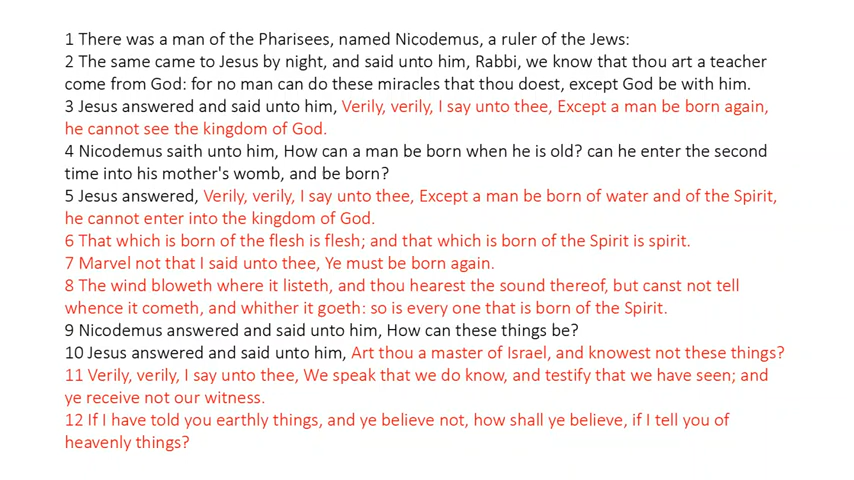 1 There was a man of the Pharisees, named Nicodemus, a ruler of the Jews:
2 The same came to Jesus by night, and said unto him, Rabbi, we know that thou art a teacher
come from God: for no man can do these miracles that thou doest, except God be with him.
3 Jesus answered and said unto him, Verily, verily, I say unto thee, Except a man be born again,
he cannot see the kingdom of God.
4 Nicodemus saith unto him, How can a man be born when he is old? can he enter the second
time into his mother's womb, and be born?
5 Jesus answered, Verily, verily, I say unto thee, Except a man be born of water and of the Spirit,
he cannot enter into the kingdom of God.
6 That which is born of the flesh is flesh; and that which is born of the Spirit is spirit.
7 Marvel not that I said unto thee, Ye must be born again.
8 The wind bloweth where it listeth, and thou hearest the sound thereof, but canst not tell
whence it cometh, and whither it goeth: so is every one that is born of the Spirit.
9 Nicodemus answered and said unto him, How can these things be?
10 Jesus answered and said unto him, Art thou a master of Israel, and knowest not these things?
11 Verily, verily, I say unto thee, We speak that we do know, and testify that we have seen; and
ye receive not our witness.
12 If I have told you earthly things, and ye believe not, how shall ye believe, if I tell you of
heavenly things?